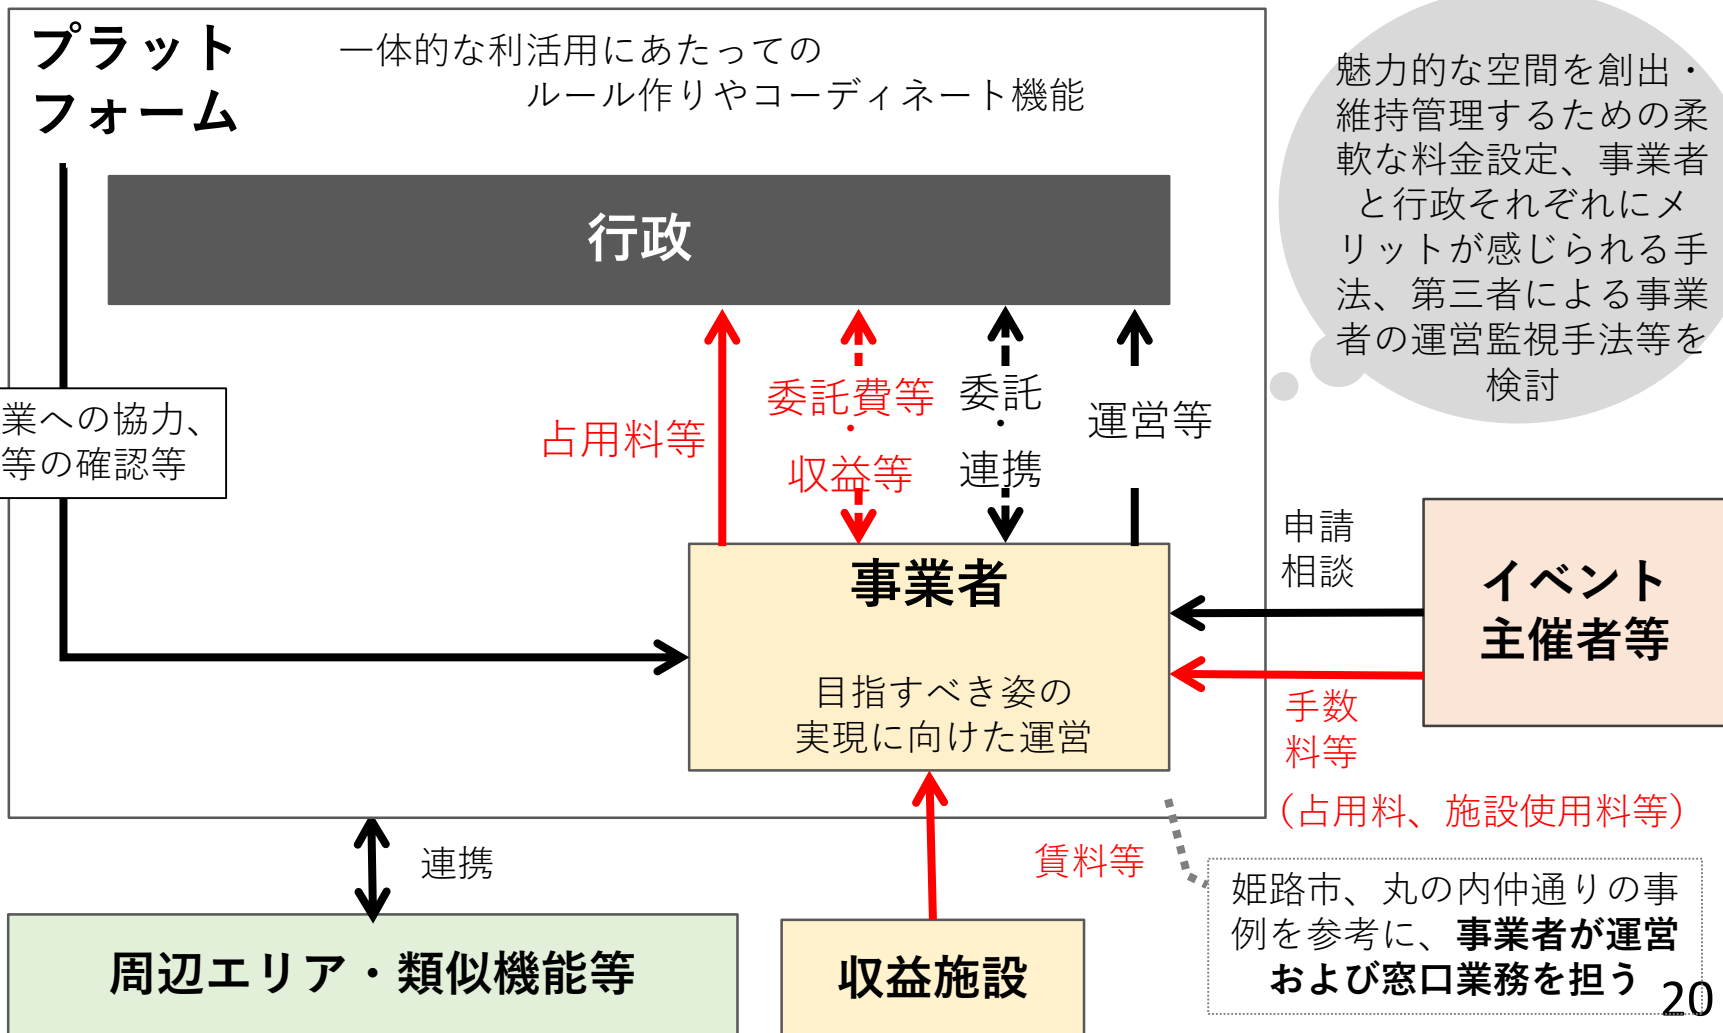 プラット
フォーム
一体的な利活用にあたっての
ルール作りやコーディネート機能
魅力的な空間を創出・
維持管理するための柔
軟な料金設定、事業者
と行政それぞれにメ
リットが感じられる手
法、第三者による事業
者の運営監視手法等を
検討
行政
業への協力、
等の確認等
占用料等
委託費等
・
収益等
委託
・
連携
運営等
申請
相談
イベント
主催者等
事業者
目指すべき姿の
実現に向けた運営
手数
料等
（占用料、施設使用料等）
連携
賃料等
姫路市、丸の内仲通りの事
例を参考に、事業者が運営
および窓口業務を担う
周辺エリア・類似機能等
収益施設
20